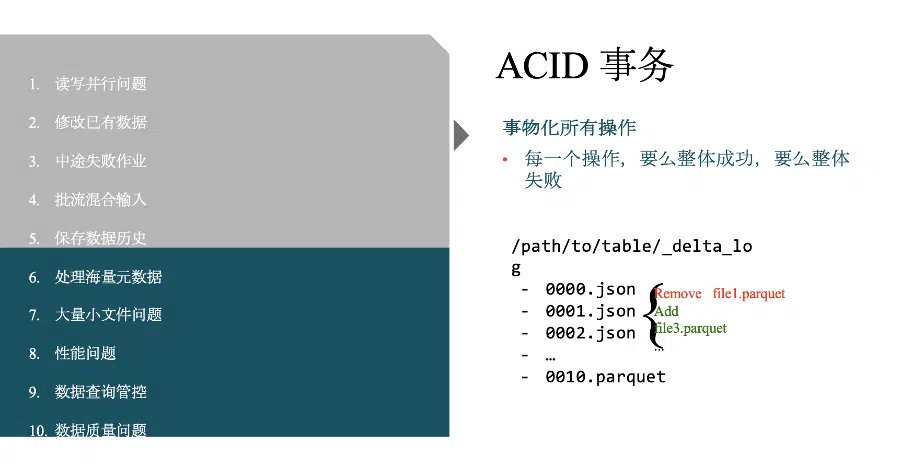 1. 读写并行问题
2. 修改已有数据
3. 中途失败作业
4. 批流混合输入
5. 保存数据历史
6. 处理海量元数据
7. 大量小文件问题
8. 性能问题
9. 数据查询管控
10. 数据质量问题
ACID 事务
事物化所有操作
• 每一个操作，要么整体成功，要么整体
失败
/path/to/table/_delta_lo
g
- 0000.json
- 0001.json
- 0002.json
- …
- 0010.parquet
Remove file1.parquet
Add
file3.parquet
…